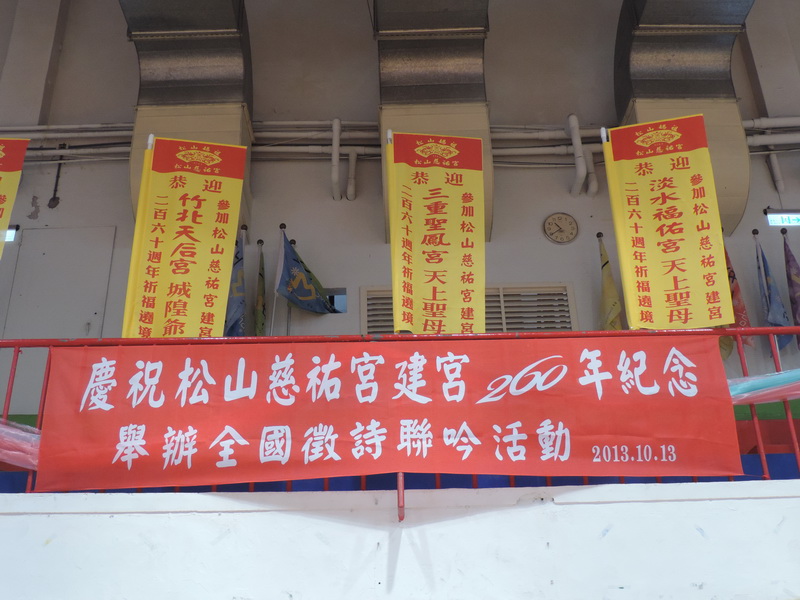 松山慈祐宮
恭迎
竹北天后宮 城隍爺
參加松山慈祐宮建宮
二百六十週年祈福遶境
松山慈祐宮
恭迎
三重聖鳳宮 天上聖母
參加松山慈祐宮建宮
二百六十週年祈福遶境
松山慈祐宮
恭迎
淡水福佑宮 天上聖母
參加松山慈祐宮建宮
二百六十週年祈福遶境
慶祝松山慈祐宮建宮260年紀念
舉辦全國徵詩聯吟活動 2013.10.13